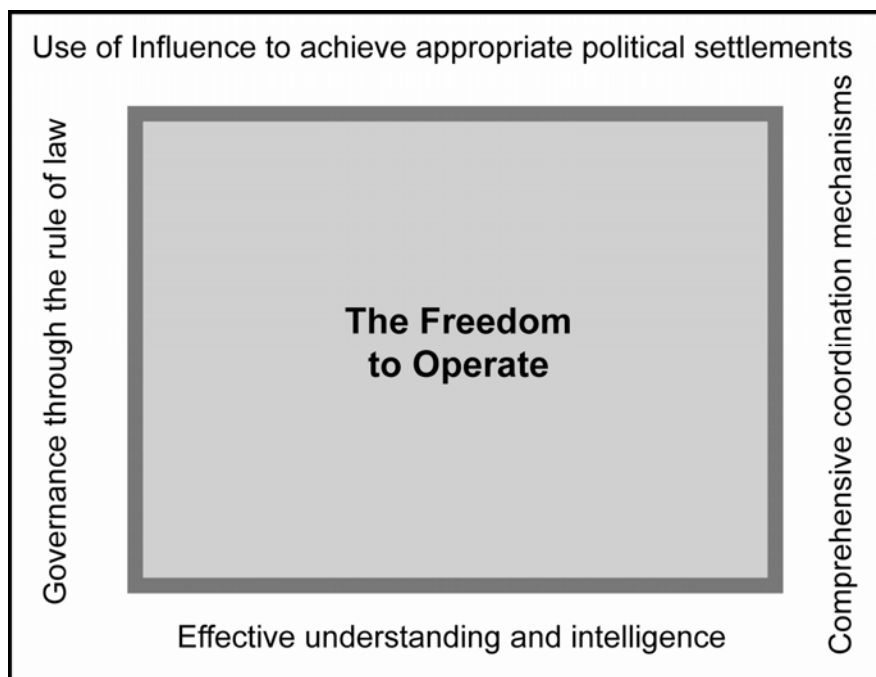 Use of Influence to achieve appropriate political settlements
Governance through the rule of law
The Freedom
to Operate
Comprehensive coordination mechanisms
Effective understanding and intelligence